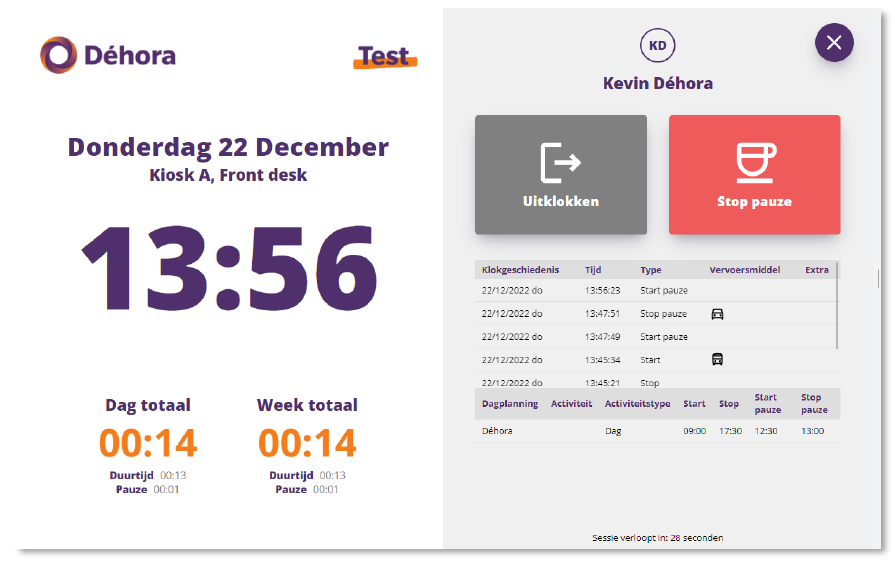 Déhora
Test
Donderdag 22 December
Kiosk A, Front desk
13:56
Dag totaal
00:14
Duurtijd 00:13
Pauze 00:01
Week totaal
00:14
Duurtijd 00:13
Pauze 00:01
KD
Kevin Déhora
Uitklokken
Stop pauze
Klokgeschiedenis Tijd Type Vervoersmiddel Extra
22/12/2022 do 13:56:23 Start pauze
22/12/2022 do 13:47:51 Stop pauze
22/12/2022 do 13:47:49 Start pauze
22/12/2022 do 13:45:34 Start
22/12/2022 do 13:45:21 Stop
Dagplanning Activiteit Activiteitstype Start Stop Start pauze Stop pauze
Déhora Dag 09:00 17:30 12:30 13:00
Sessie verloopt in: 28 seconden